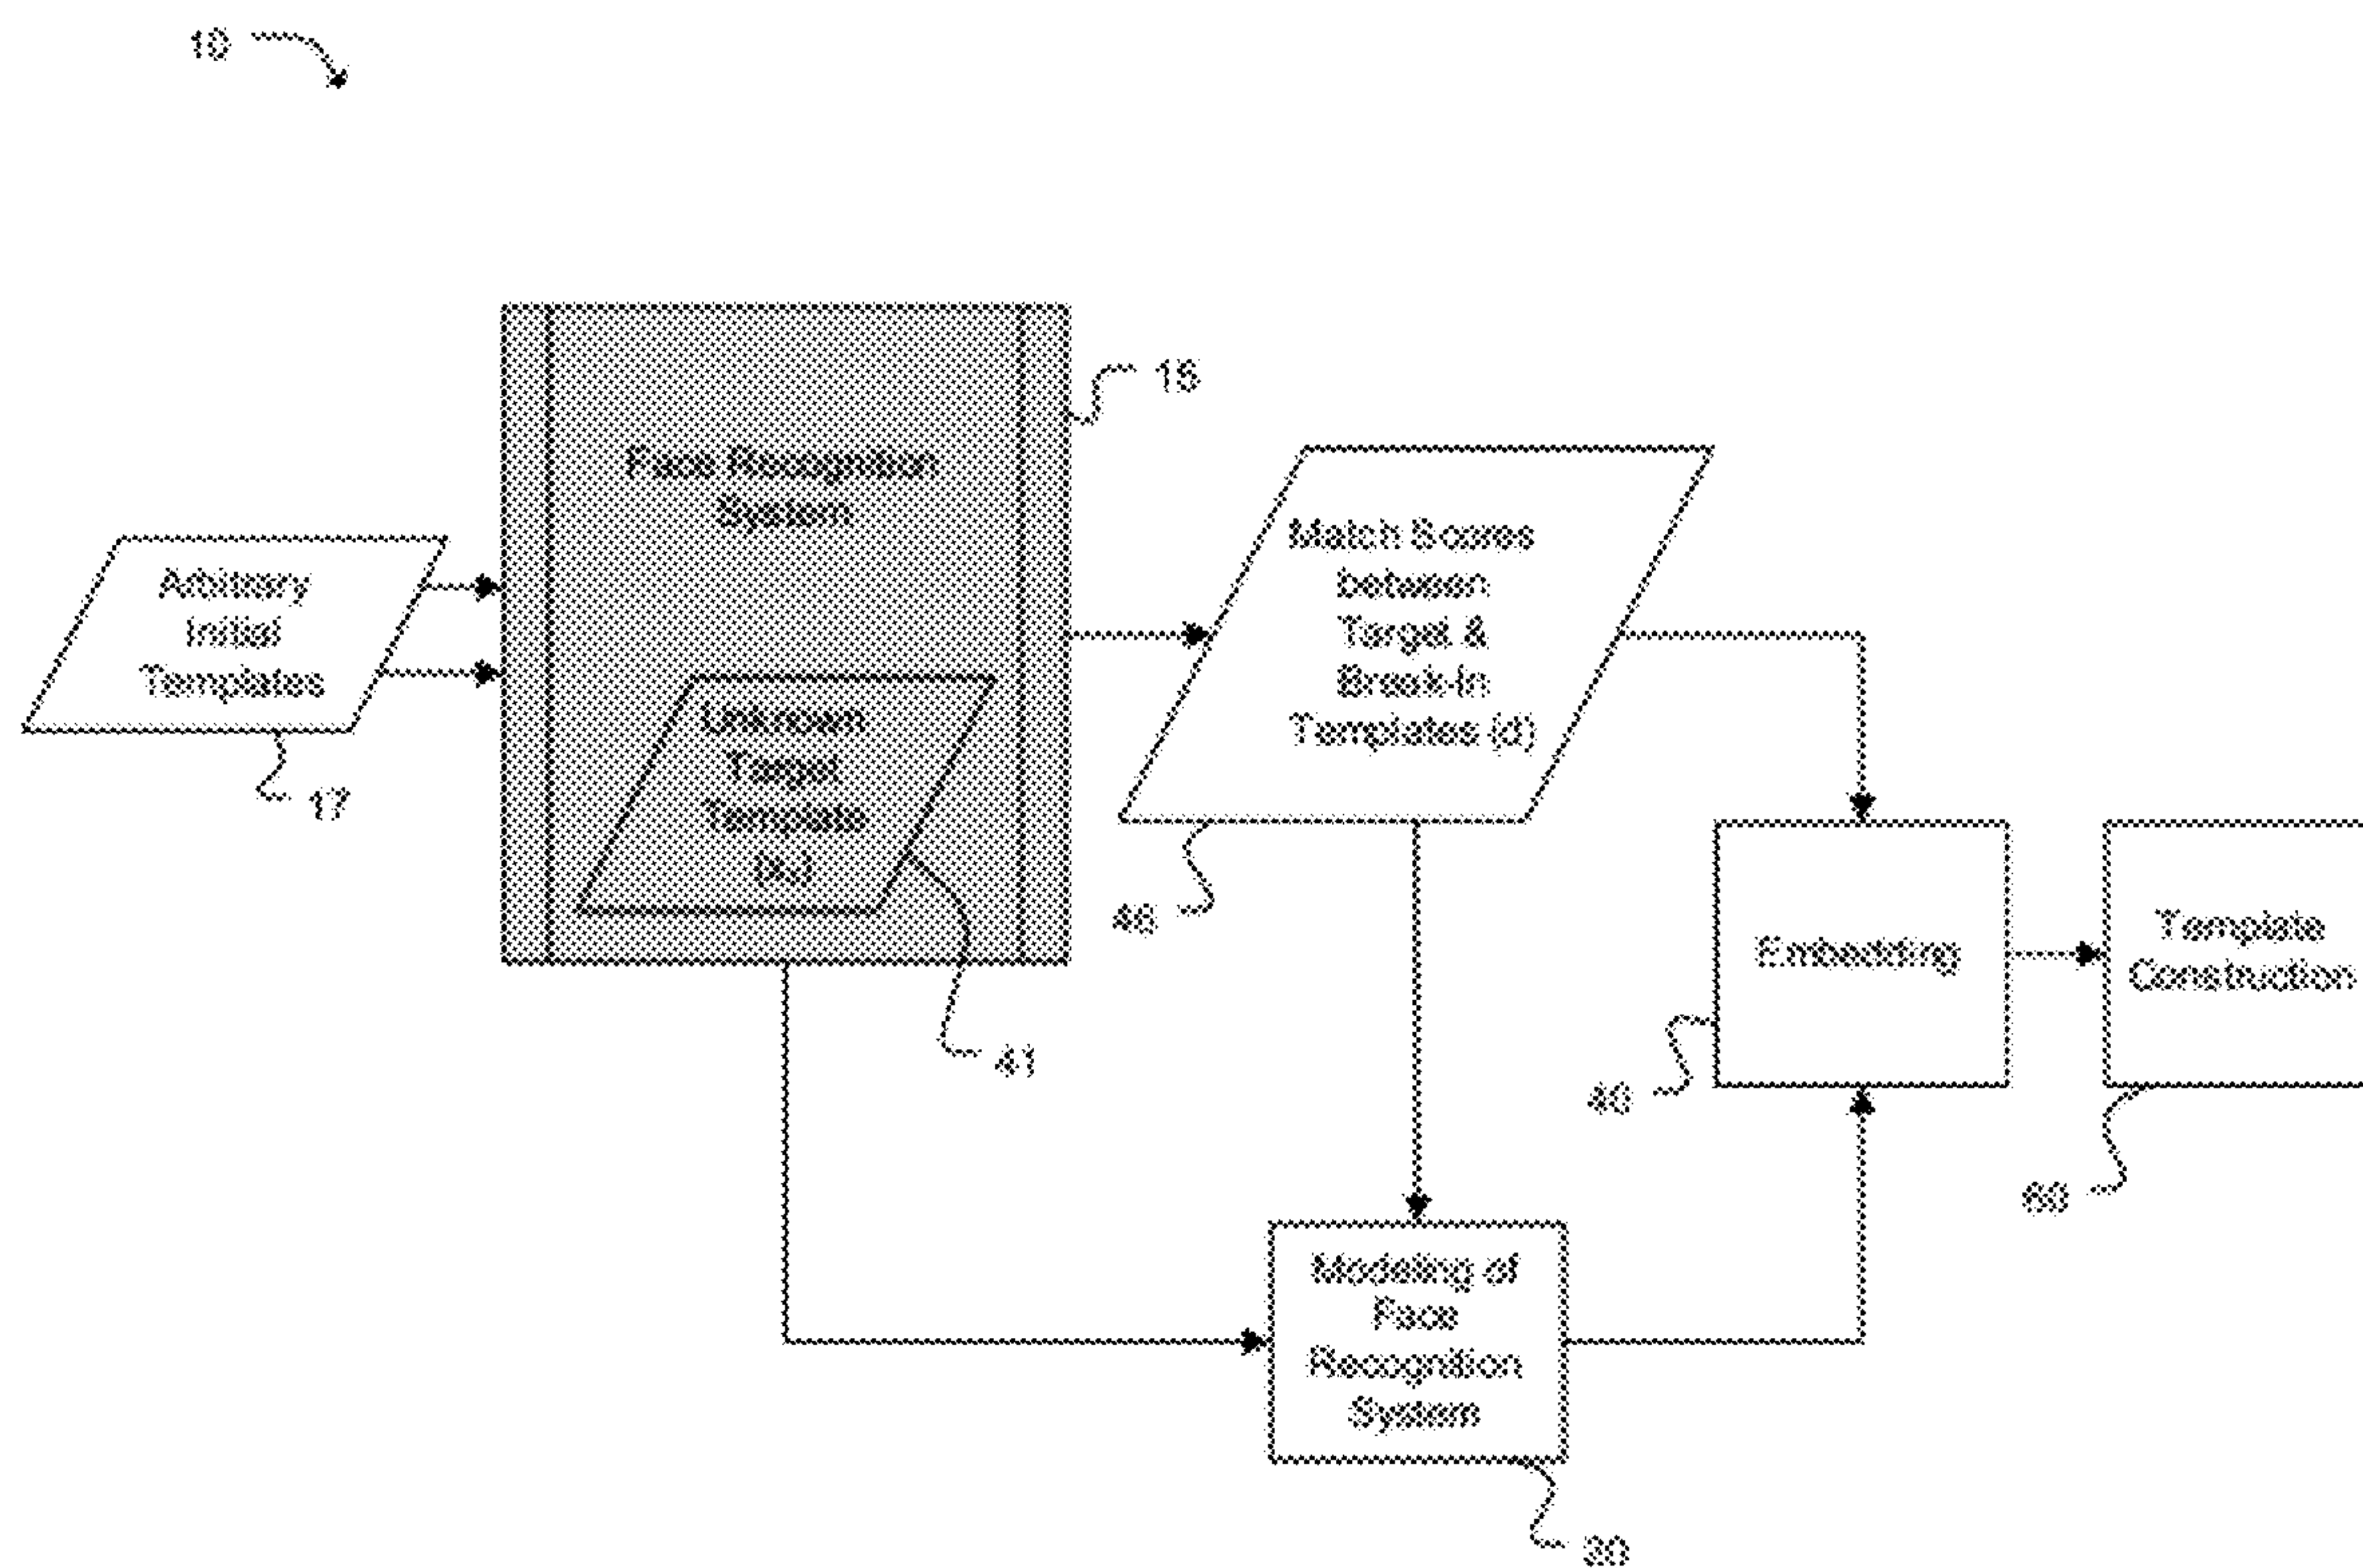 10
Face Recognition
System
Arbitrary
Initial
Templates
17
Unknown
Target
Template
41
Match Scores
between
Target &
Break-in
Templates (d)
Embedding
40
Template
Construction
60
Modeling of
Face
Recognition
System
30